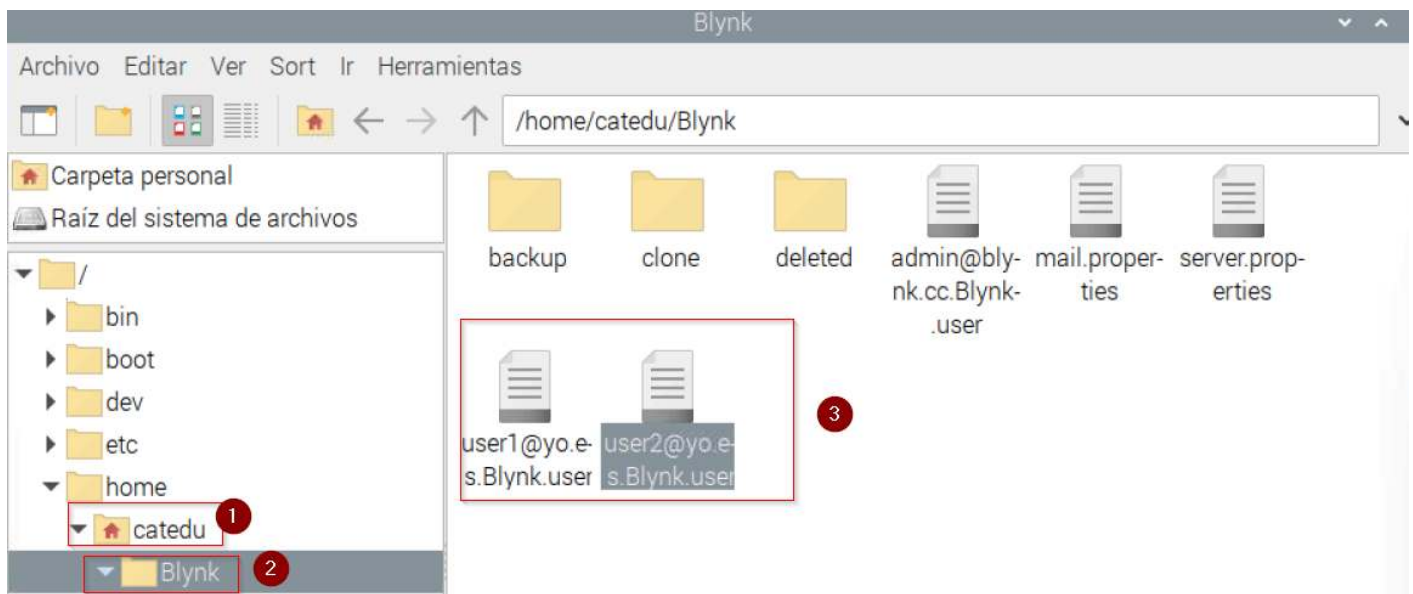 Blynk
Archivo Editar Ver Sort Ir Herramientas
/home/catedu/Blynk
Carpeta personal
Raíz del sistema de archivos
/
bin
boot
dev
etc
home
catedu
1
Blynk
2
backup
clone
deleted
admin@bly-
nk.cc.Blynk-
.user
mail.proper-
ties
server.prop-
erties
user1@yo.e-
s.Blynk.user
user2@yo.e-
s.Blynk.user
3